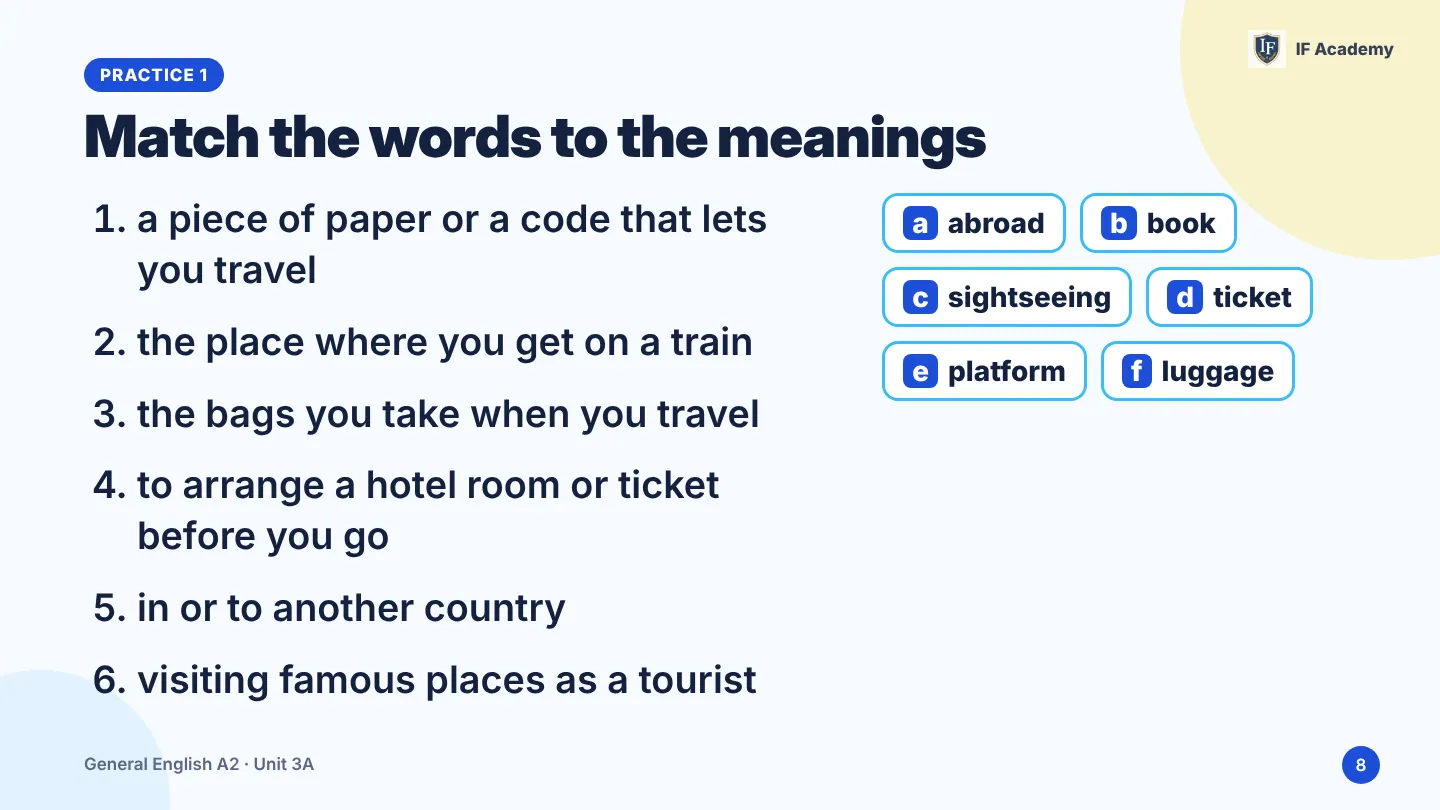 IF
IF Academy
PRACTICE 1
Match the words to the meanings
1. a piece of paper or a code that lets
you travel
2. the place where you get on a train
3. the bags you take when you travel
4. to arrange a hotel room or ticket
before you go
5. in or to another country
6. visiting famous places as a tourist
a abroad
b book
c sightseeing
d ticket
e platform
f luggage
General English A2 · Unit 3A
8